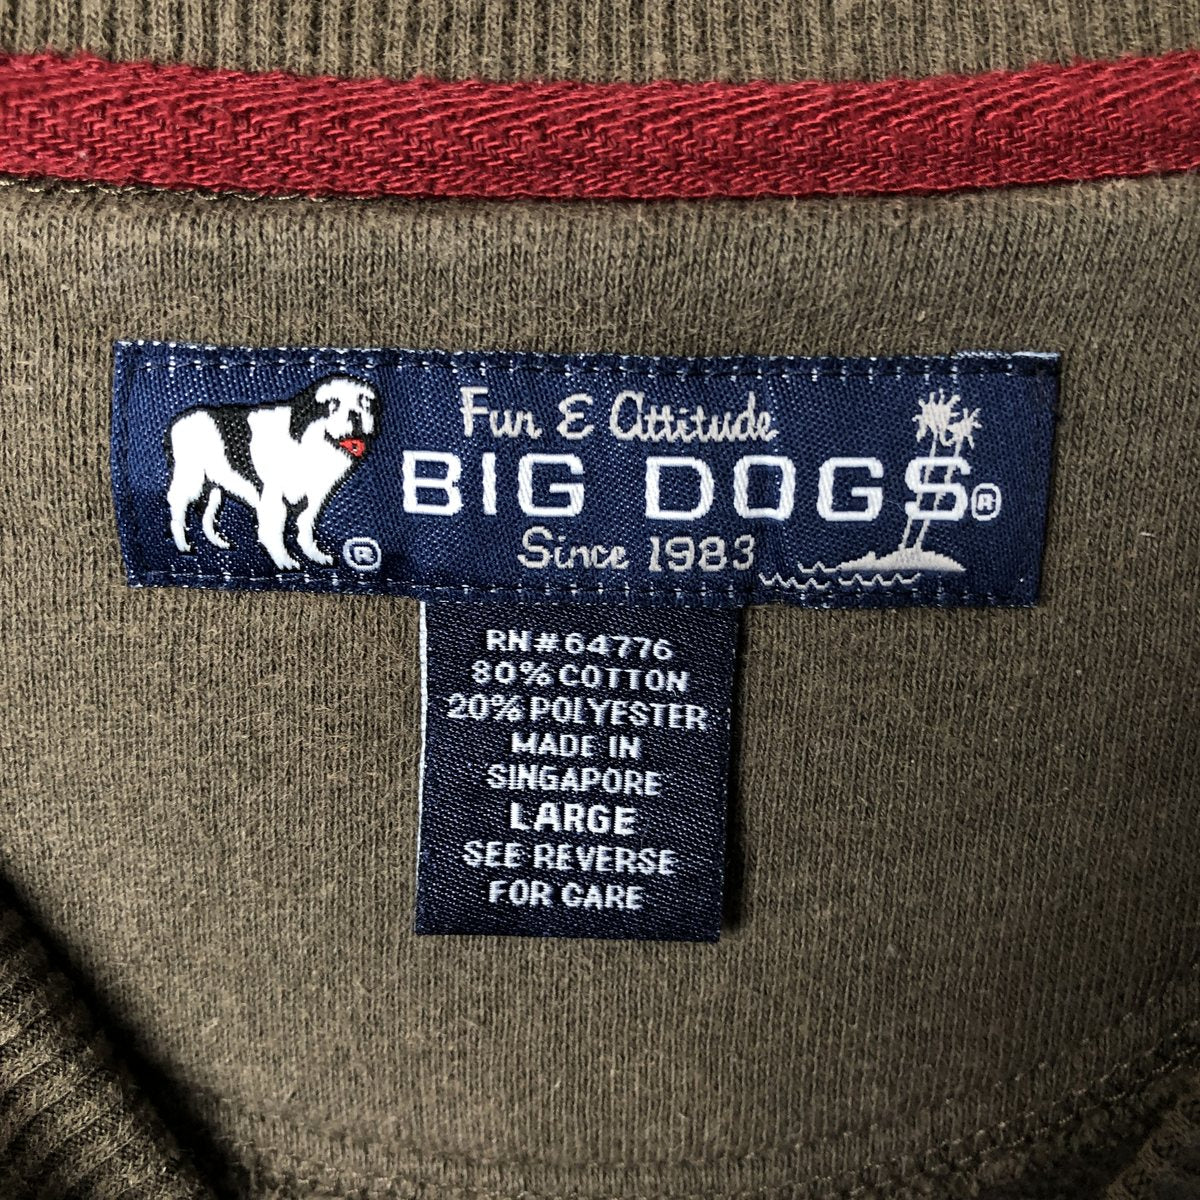 Fun & Attitude
BIG DOGS®
Since 1983
®
RN# 64776
80% COTTON
20% POLYESTER
MADE IN
SINGAPORE
LARGE
SEE REVERSE
FOR CARE